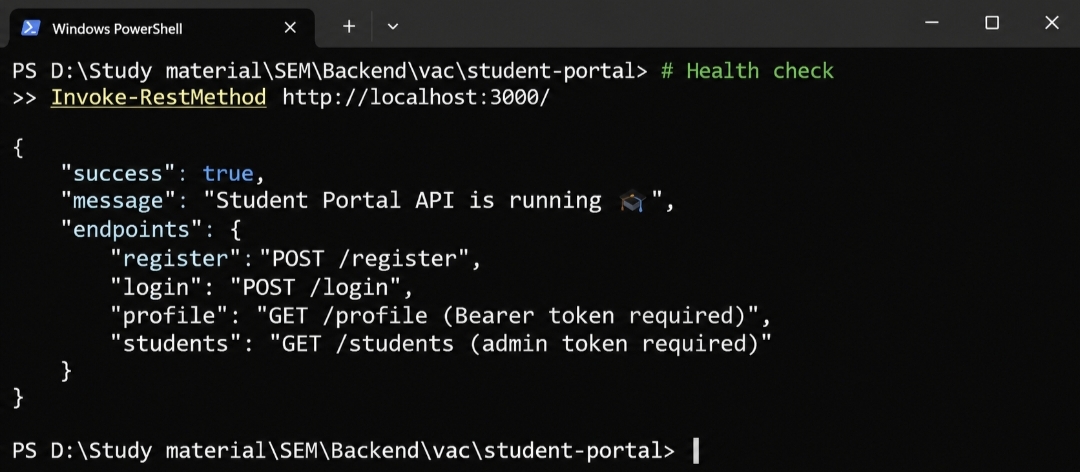 Windows PowerShell
PS D:\Study material\SEM\Backend\vac\student-portal> # Health check
>> Invoke-RestMethod http://localhost:3000/
{
    "success": true,
    "message": "Student Portal API is running 🎓",
    "endpoints": {
        "register": "POST /register",
        "login": "POST /login",
        "profile": "GET /profile (Bearer token required)",
        "students": "GET /students (admin token required)"
    }
}
PS D:\Study material\SEM\Backend\vac\student-portal>